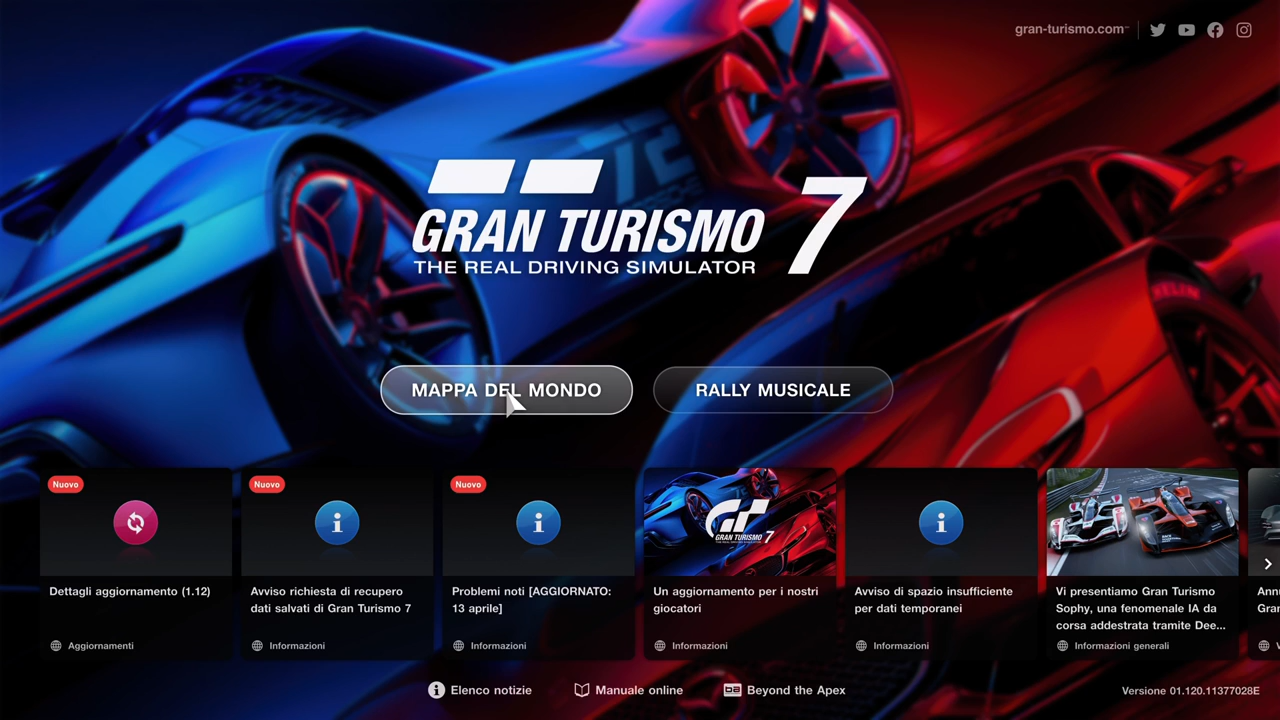 gran-turismo.com™
GRAN TURISMO 7
THE REAL DRIVING SIMULATOR
MAPPA DEL MONDO
RALLY MUSICALE
Nuovo
Dettagli aggiornamento (1.12)
Aggiornamenti
Nuovo
Avviso richiesta di recupero
dati salvati di Gran Turismo 7
Informazioni
Nuovo
Problemi noti [AGGIORNATO:
13 aprile]
Informazioni
GRAN TURISMO 7
Un aggiornamento per i nostri
giocatori
Informazioni
Avviso di spazio insufficiente
per dati temporanei
Informazioni
Vi presentiamo Gran Turismo
Sophy, una fenomenale IA da
corsa addestrata tramite Dee...
Informazioni generali
Elenco notizie
Manuale online
Beyond the Apex
Versione 01.120.11377028E